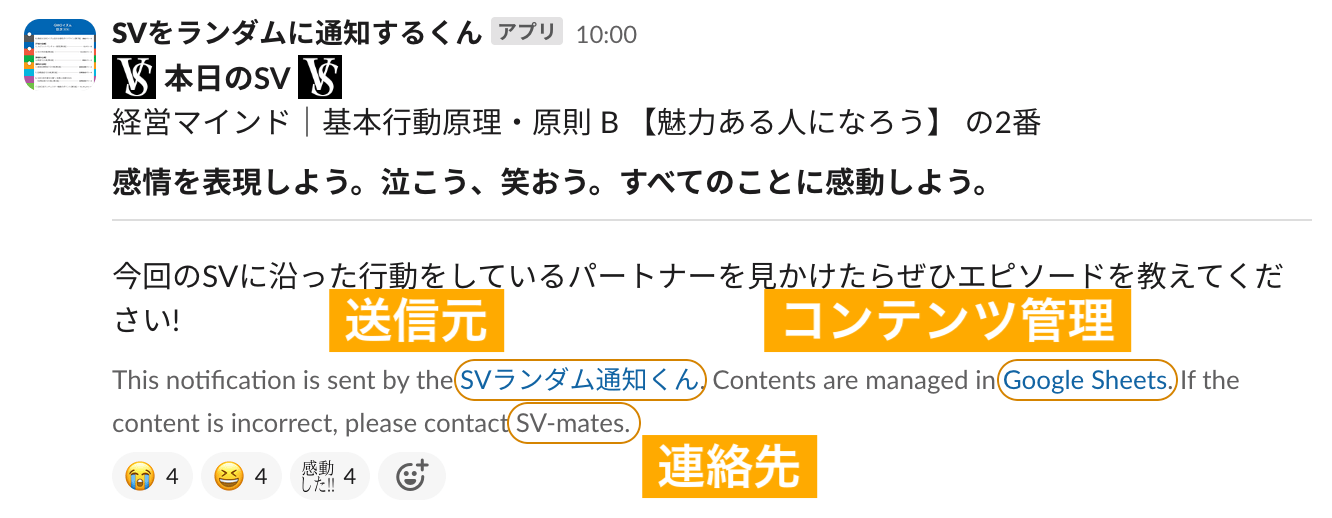 SVをランダムに通知するくん アプリ 10:00
VS 本日のSV VS
経営マインド｜基本行動原理・原則 B 【魅力ある人になろう】 の2番
感情を表現しよう。泣こう、笑おう。すべてのことに感動しよう。
今回のSVに沿った行動をしているパートナーを見かけたらぜひエピソードを教えてくだ
さい!
送信元 コンテンツ管理
This notification is sent by the SVランダム通知くん. Contents are managed in Google Sheets. If the
content is incorrect, please contact SV-mates.
連絡先
4 4 感動した!! 4